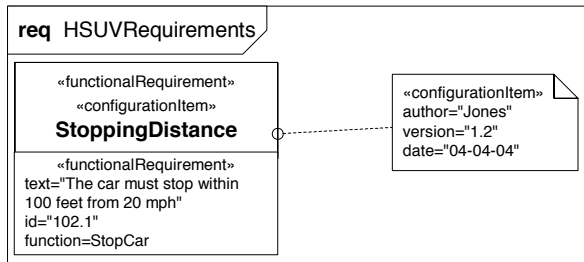 req HSUVRequirements
«functionalRequirement»
«configurationItem»
StoppingDistance
«functionalRequirement»
text="The car must stop within
100 feet from 20 mph"
id="102.1"
function=StopCar
«configurationItem»
author="Jones"
version="1.2"
date="04-04-04"